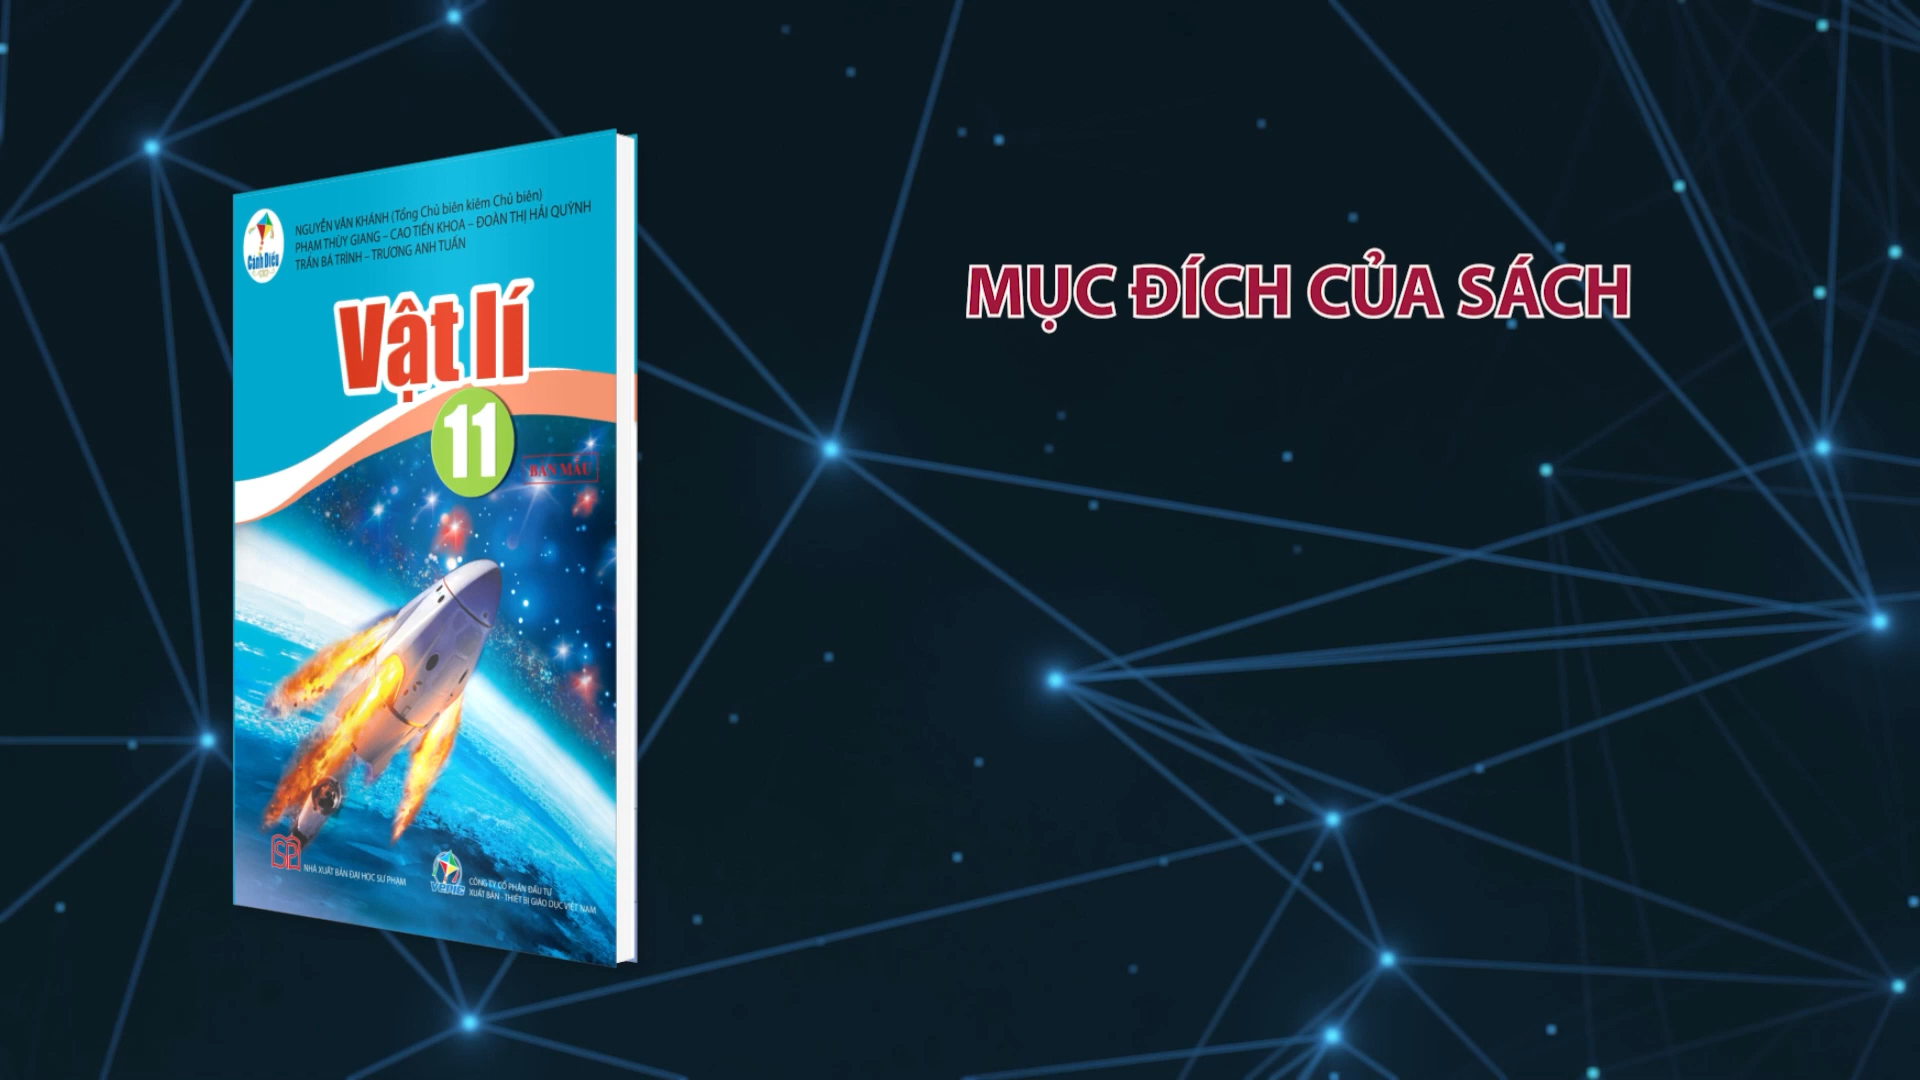 Cánh Diều
NGUYỄN VĂN KHÁNH (Tổng Chủ biên kiêm Chủ biên)
PHẠM THÙY GIANG – CAO TIẾN KHOA – ĐOÀN THỊ HẢI QUỲNH
TRẦN BÁ TRÌNH – TRƯƠNG ANH TUẤN
Vật lí
11
BẢN MẪU
MỤC ĐÍCH CỦA SÁCH
NHÀ XUẤT BẢN ĐẠI HỌC SƯ PHẠM
VEPIC
CÔNG TY CỔ PHẦN ĐẦU TƯ
XUẤT BẢN - THIẾT BỊ GIÁO DỤC VIỆT NAM